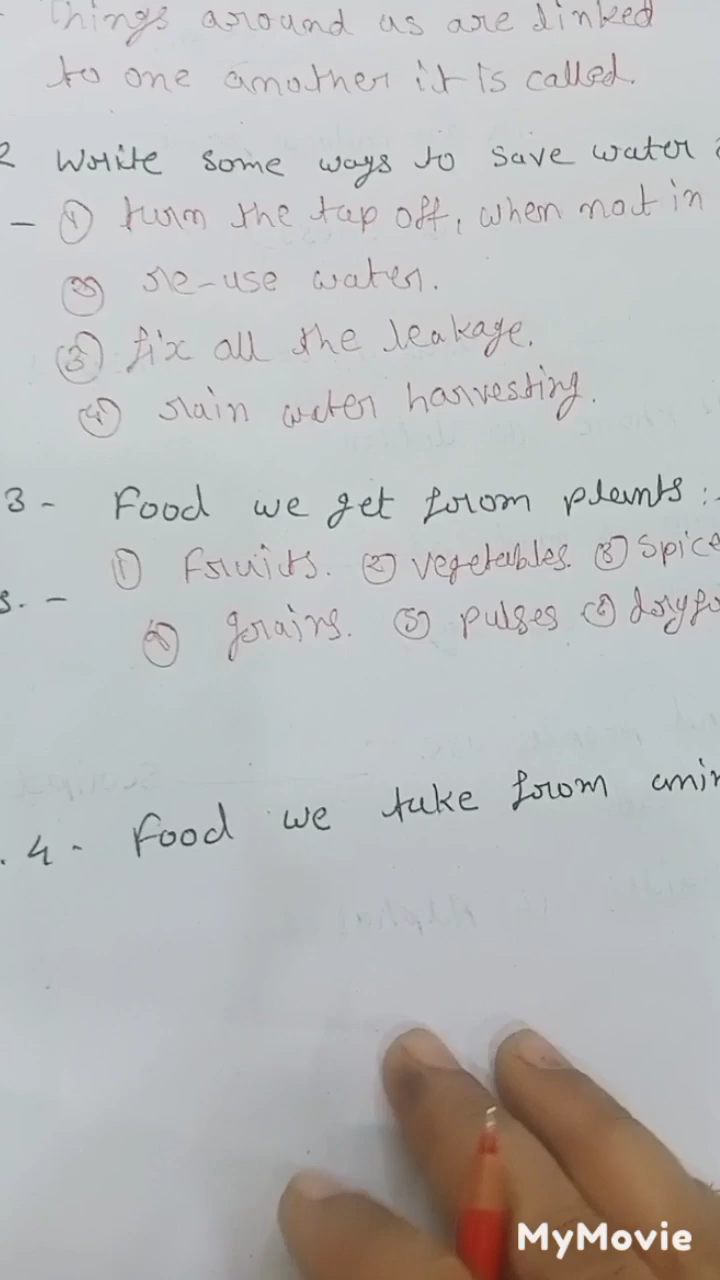 things around us are linked
to one another it is called.
2 Write some ways to save water
- ① turn the tap off, when not in
② re-use water.
③ fix all the leakage.
④ rain water harvesting.
3 - Food we get from plants :-
s. - ① Fruits. ② vegetables. ③ Spice
④ grains. ⑤ pulses ⑥ dryfr
. 4 - Food we take from anim
MyMovie